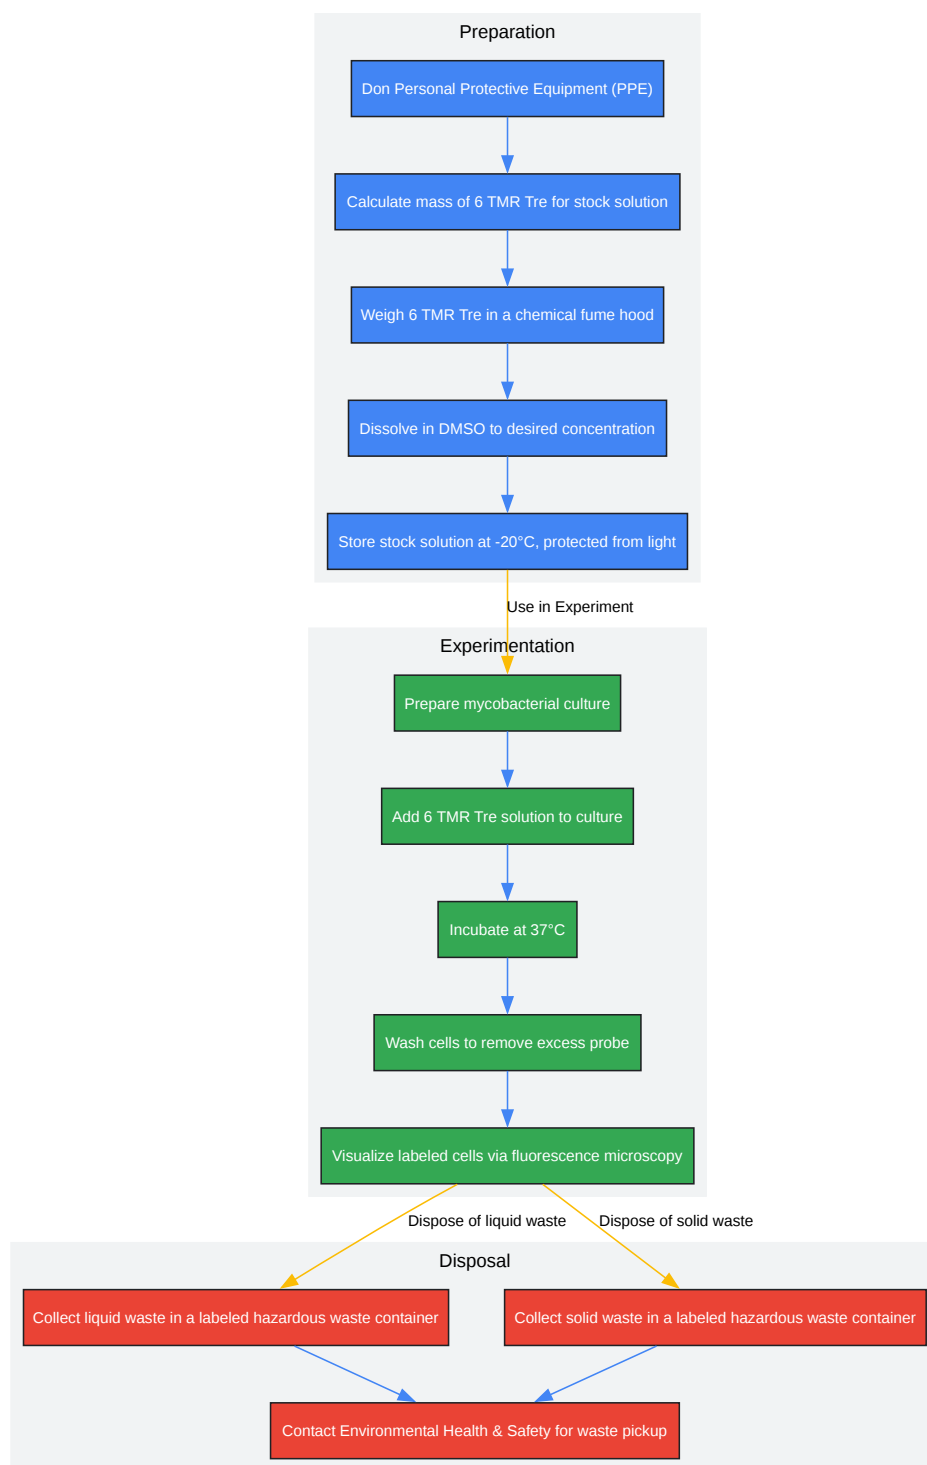 Preparation
Don Personal Protective Equipment (PPE)
Calculate mass of 6 TMR Tre for stock solution
Weigh 6 TMR Tre in a chemical fume hood
Dissolve in DMSO to desired concentration
Store stock solution at -20°C, protected from light
Use in Experiment
Experimentation
Prepare mycobacterial culture
Add 6 TMR Tre solution to culture
Incubate at 37°C
Wash cells to remove excess probe
Visualize labeled cells via fluorescence microscopy
Dispose of liquid waste
Dispose of solid waste
Disposal
Collect liquid waste in a labeled hazardous waste container
Collect solid waste in a labeled hazardous waste container
Contact Environmental Health & Safety for waste pickup